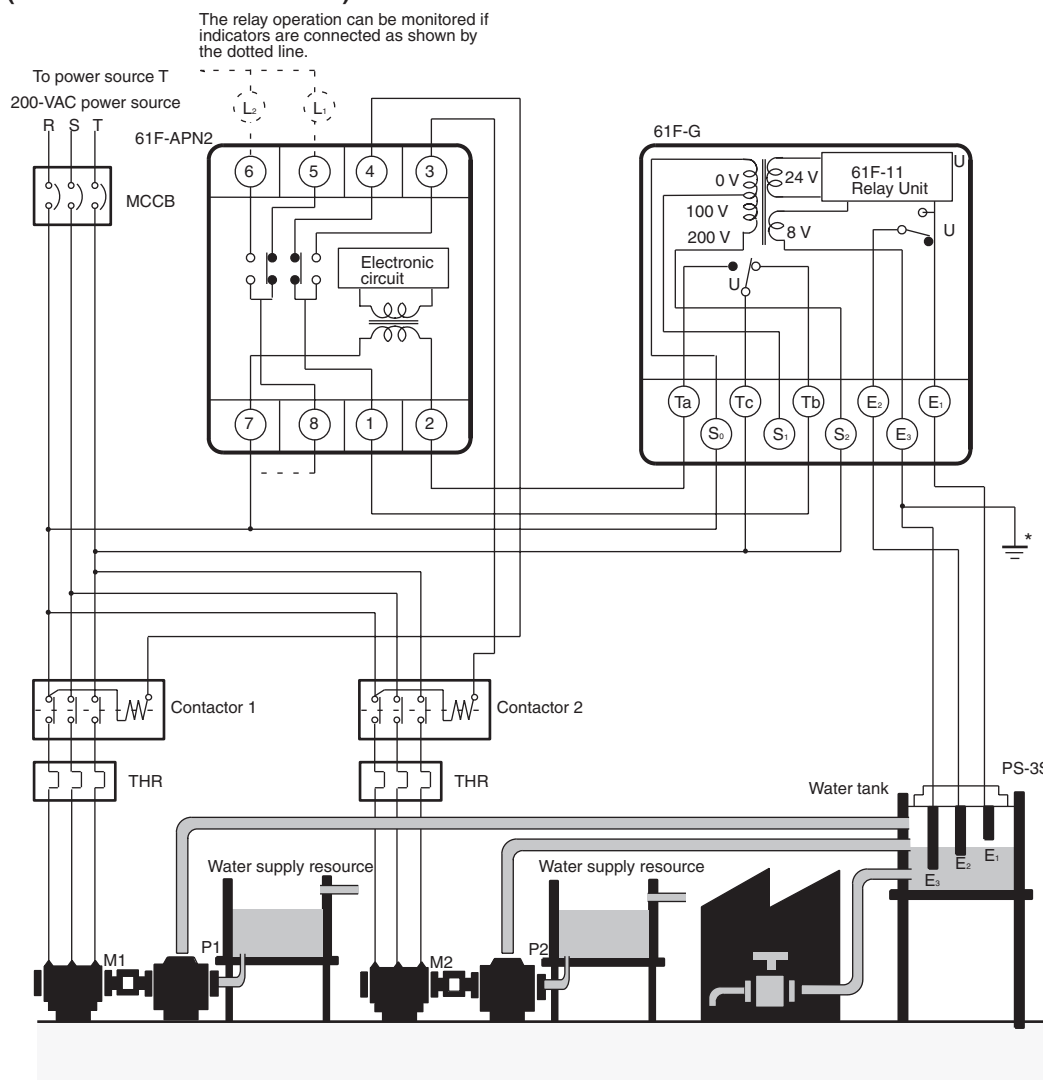 The relay operation can be monitored if
indicators are connected as shown by
the dotted line.
To power source T
200-VAC power source
R S T
MCCB
61F-APN2
L2 L1
6 5 4 3
Electronic
circuit
7 8 1 2
61F-G
0 V
100 V
200 V
24 V
8 V
61F-11
Relay Unit
U
U
U
Ta Tc Tb E2 E1
S0 S1 S2 E3
*
Contactor 1
Contactor 2
THR
THR
PS-3S
Water tank
E3 E2 E1
Water supply resource
Water supply resource
M1
P1
M2
P2